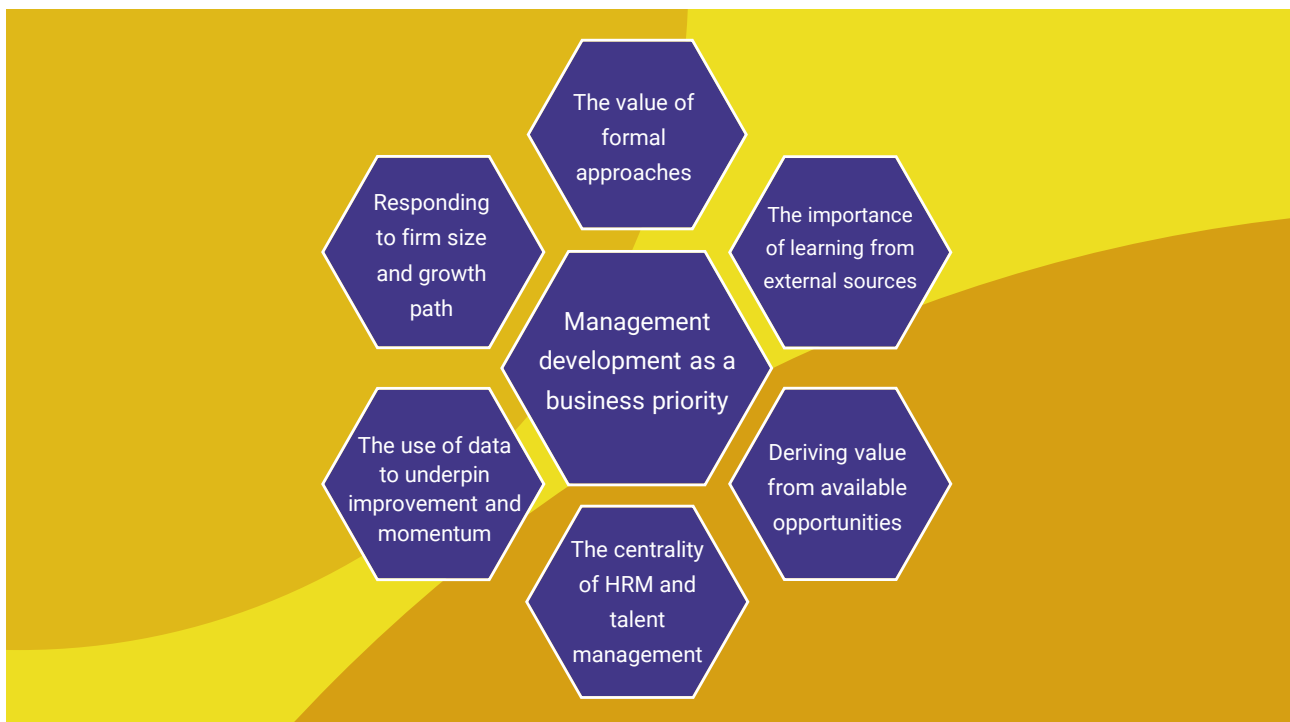 The value of
formal
approaches
The importance
of learning from
external sources
Deriving value
from available
opportunities
The centrality
of HRM and
talent
management
The use of data
to underpin
improvement and
momentum
Responding
to firm size
and growth
path
Management
development as a
business priority